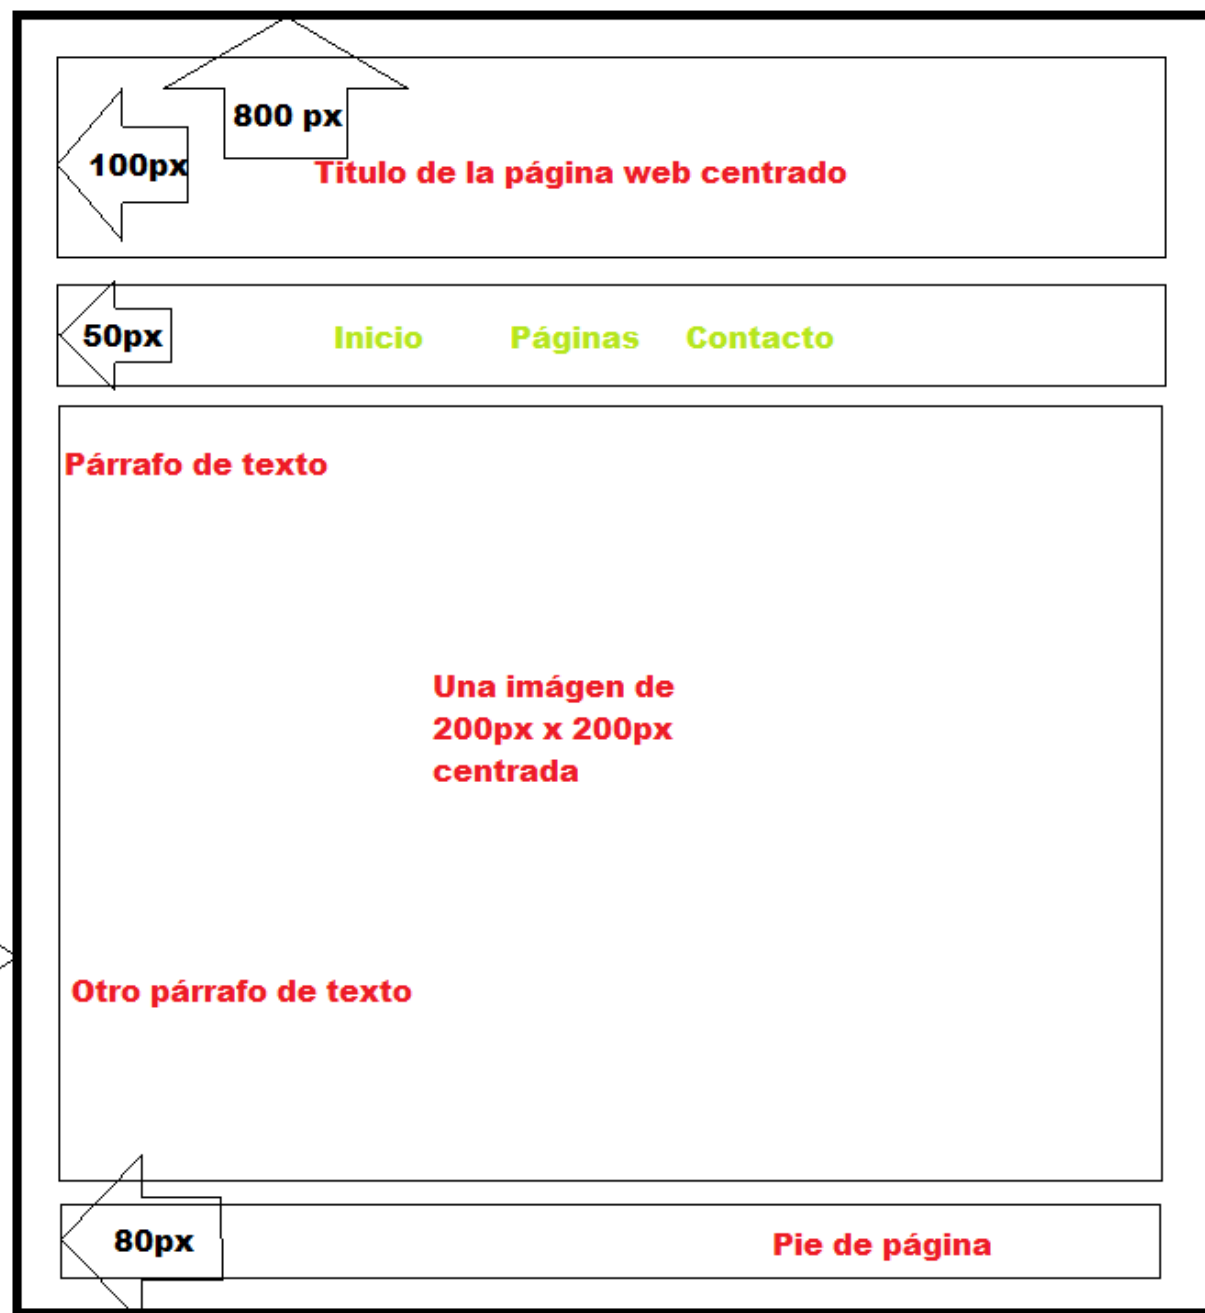 800 px
100px
Titulo de la página web centrado
50px
Inicio Páginas Contacto
Párrafo de texto
Una imágen de
200px x 200px
centrada
Otro párrafo de texto
80px
Pie de página